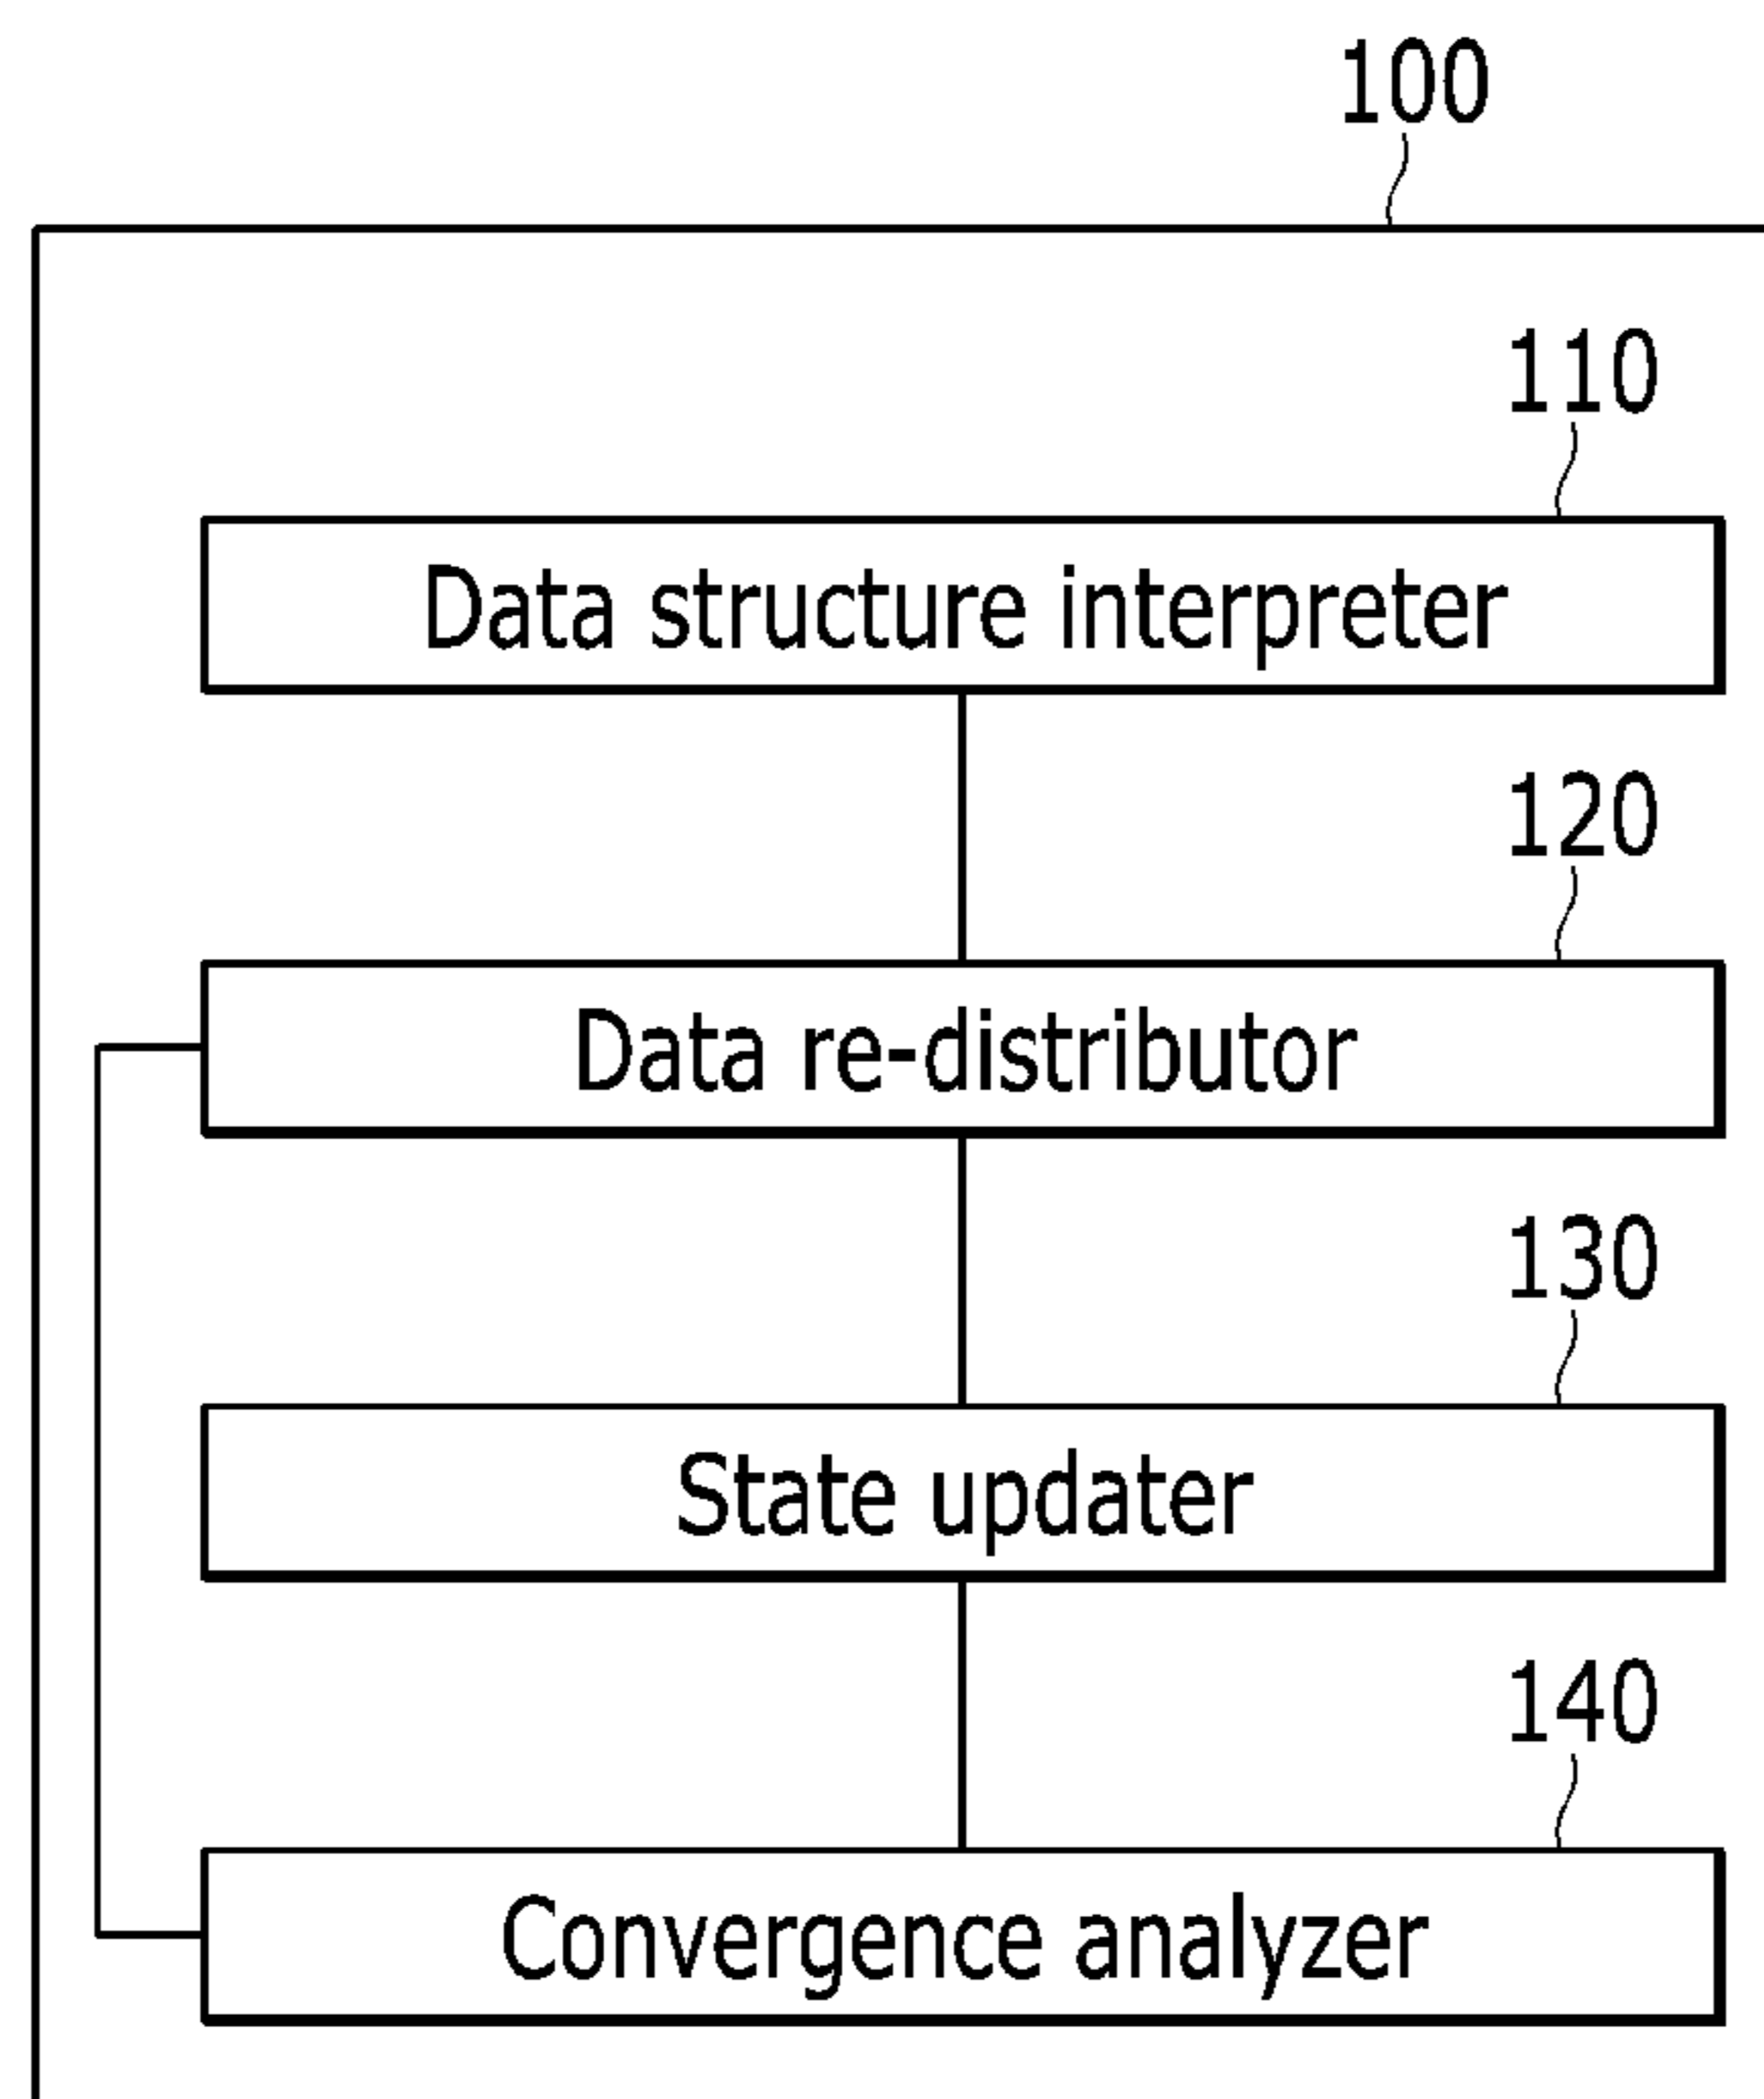 100
110
Data structure interpreter
120
Data re-distributor
130
State updater
140
Convergence analyzer